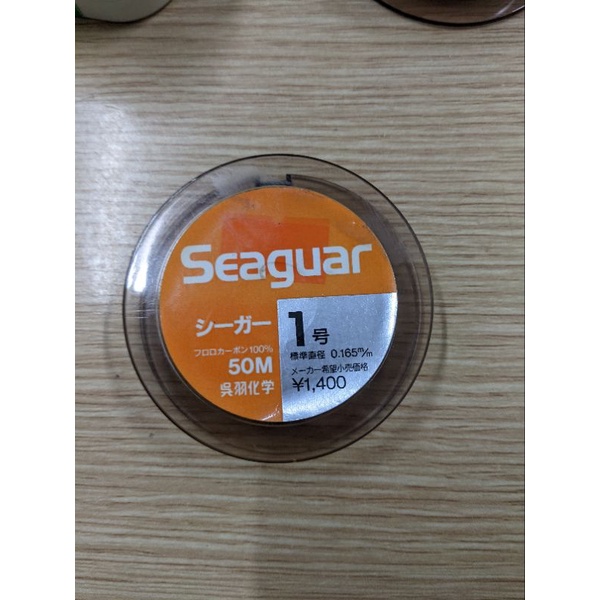 Seaguar
シーガー
フロロカーボン100%
50M
呉羽化学
1号
標準直径 0.165m/m
メーカー希望小売価格
¥1,400